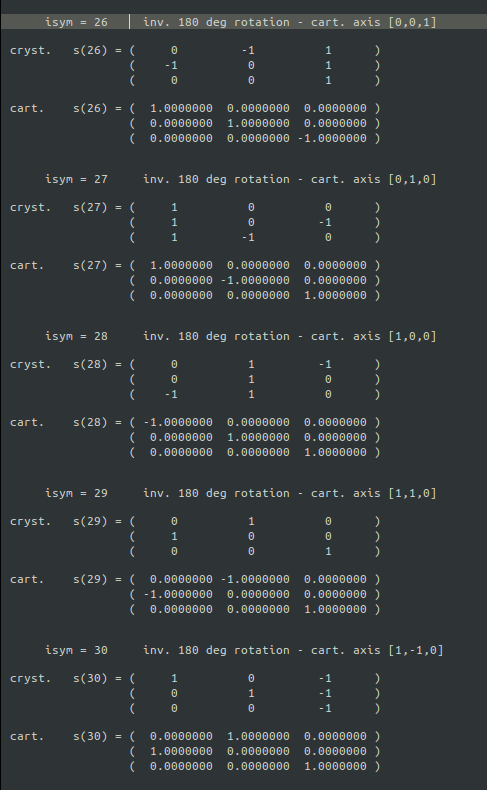 isym = 26 inv. 180 deg rotation - cart. axis [0,0,1]
cryst. s(26) = ( 0 -1 1 )
( -1 0 1 )
( 0 0 1 )
cart. s(26) = ( 1.0000000 0.0000000 0.0000000 )
( 0.0000000 1.0000000 0.0000000 )
( 0.0000000 0.0000000 -1.0000000 )
isym = 27 inv. 180 deg rotation - cart. axis [0,1,0]
cryst. s(27) = ( 1 0 0 )
( 1 0 -1 )
( 1 -1 0 )
cart. s(27) = ( 1.0000000 0.0000000 0.0000000 )
( 0.0000000 -1.0000000 0.0000000 )
( 0.0000000 0.0000000 1.0000000 )
isym = 28 inv. 180 deg rotation - cart. axis [1,0,0]
cryst. s(28) = ( 0 1 -1 )
( 0 1 0 )
( -1 1 0 )
cart. s(28) = ( -1.0000000 0.0000000 0.0000000 )
( 0.0000000 1.0000000 0.0000000 )
( 0.0000000 0.0000000 1.0000000 )
isym = 29 inv. 180 deg rotation - cart. axis [1,1,0]
cryst. s(29) = ( 0 1 0 )
( 1 0 0 )
( 0 0 1 )
cart. s(29) = ( 0.0000000 -1.0000000 0.0000000 )
( -1.0000000 0.0000000 0.0000000 )
( 0.0000000 0.0000000 1.0000000 )
isym = 30 inv. 180 deg rotation - cart. axis [1,-1,0]
cryst. s(30) = ( 1 0 -1 )
( 0 1 -1 )
( 0 0 -1 )
cart. s(30) = ( 0.0000000 1.0000000 0.0000000 )
( 1.0000000 0.0000000 0.0000000 )
( 0.0000000 0.0000000 1.0000000 )